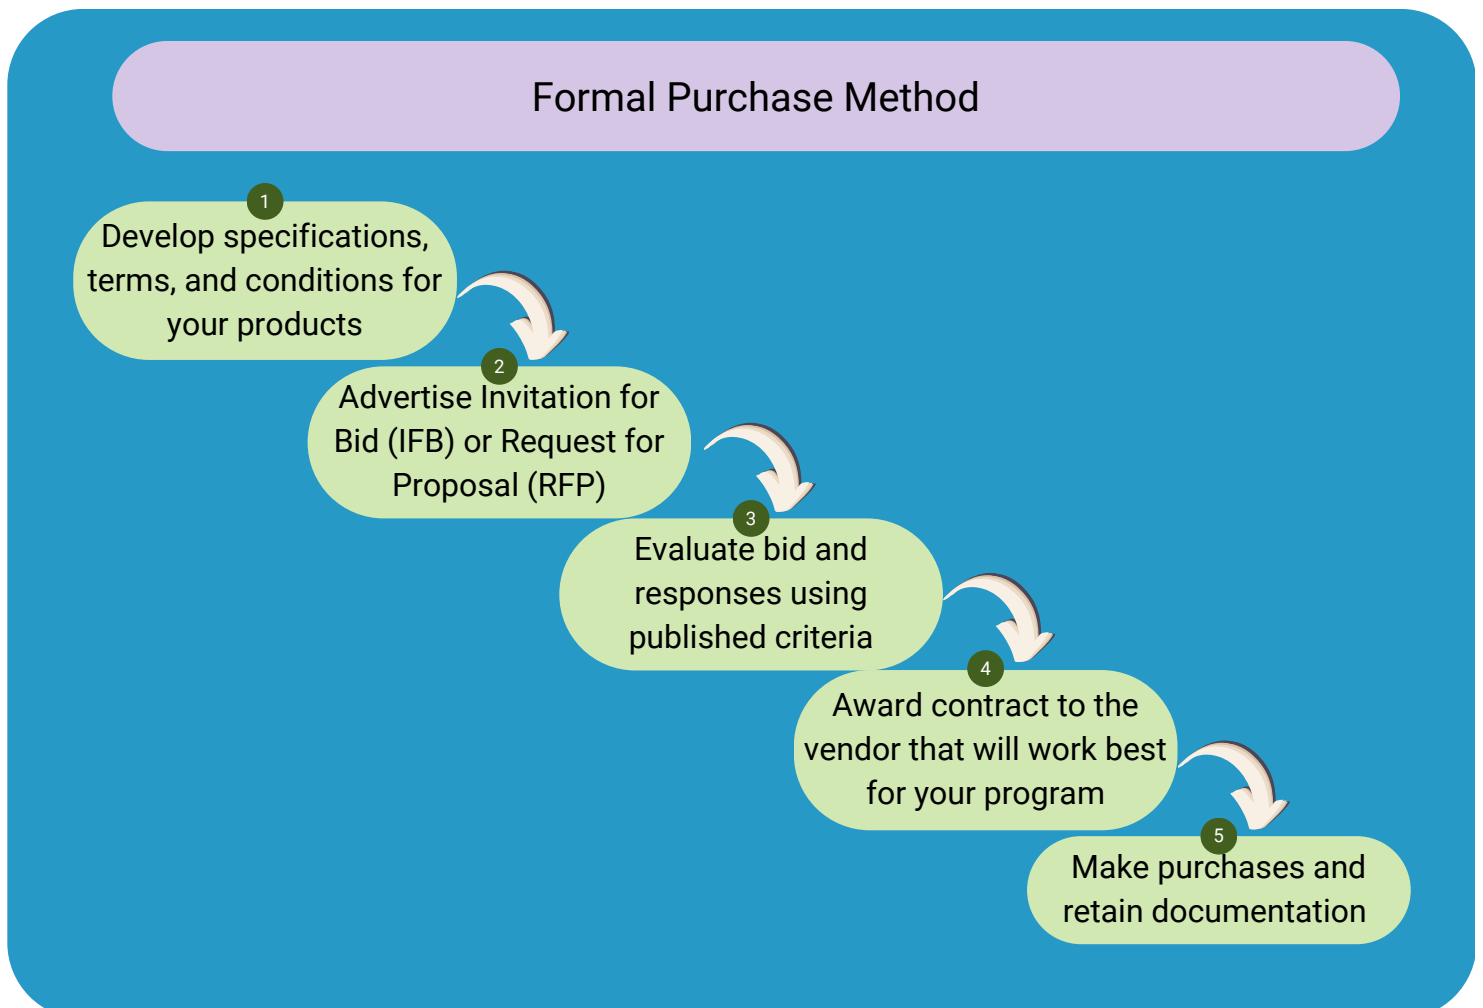 Formal Purchase Method
1
Develop specifications,
terms, and conditions for
your products
2
Advertise Invitation for
Bid (IFB) or Request for
Proposal (RFP)
3
Evaluate bid and
responses using
published criteria
4
Award contract to the
vendor that will work best
for your program
5
Make purchases and
retain documentation